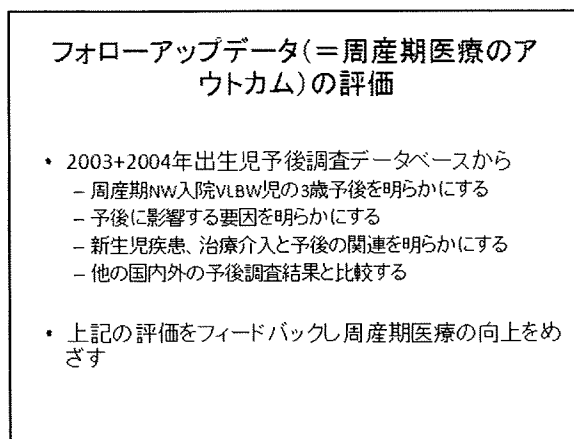 フォローアップデータ(＝周産期医療のア
ウトカム)の評価
• 2003+2004年出生児予後調査データベースから
– 周産期NW入院VLBW児の3歳予後を明らかにする
– 予後に影響する要因を明らかにする
– 新生児疾患、治療介入と予後の関連を明らかにする
– 他の国内外の予後調査結果と比較する
• 上記の評価をフィードバックし周産期医療の向上をめ
ざす